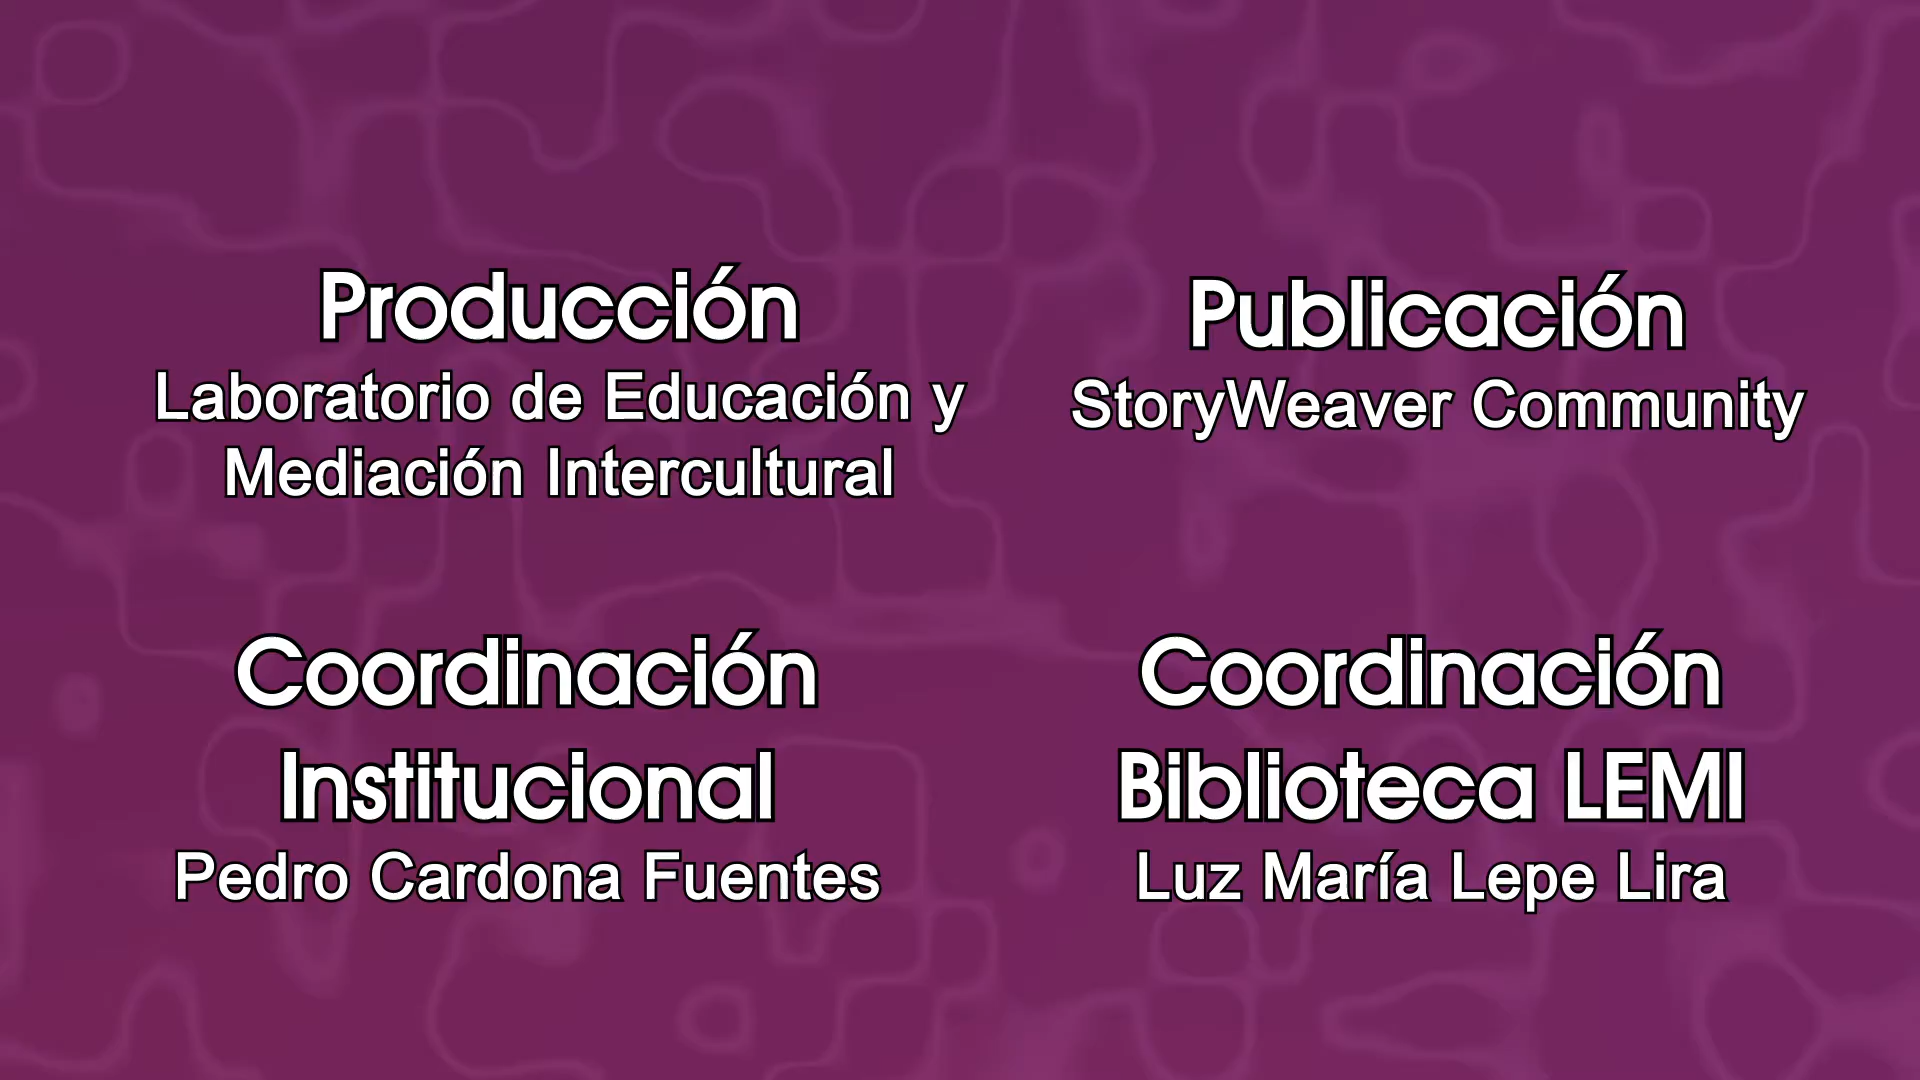 Producción
Laboratorio de Educación y
Mediación Intercultural
Publicación
StoryWeaver Community
Coordinación
Institucional
Pedro Cardona Fuentes
Coordinación
Biblioteca LEMI
Luz María Lepe Lira